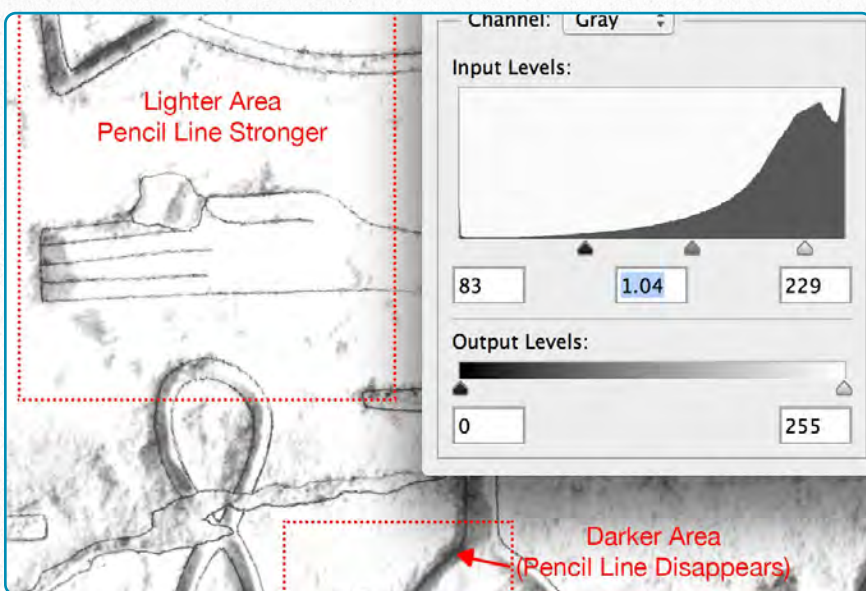 Channel: Gray
Input Levels:
Lighter Area
Pencil Line Stronger
83 1.04 229
Output Levels:
0 255
Darker Area
(Pencil Line Disappears)